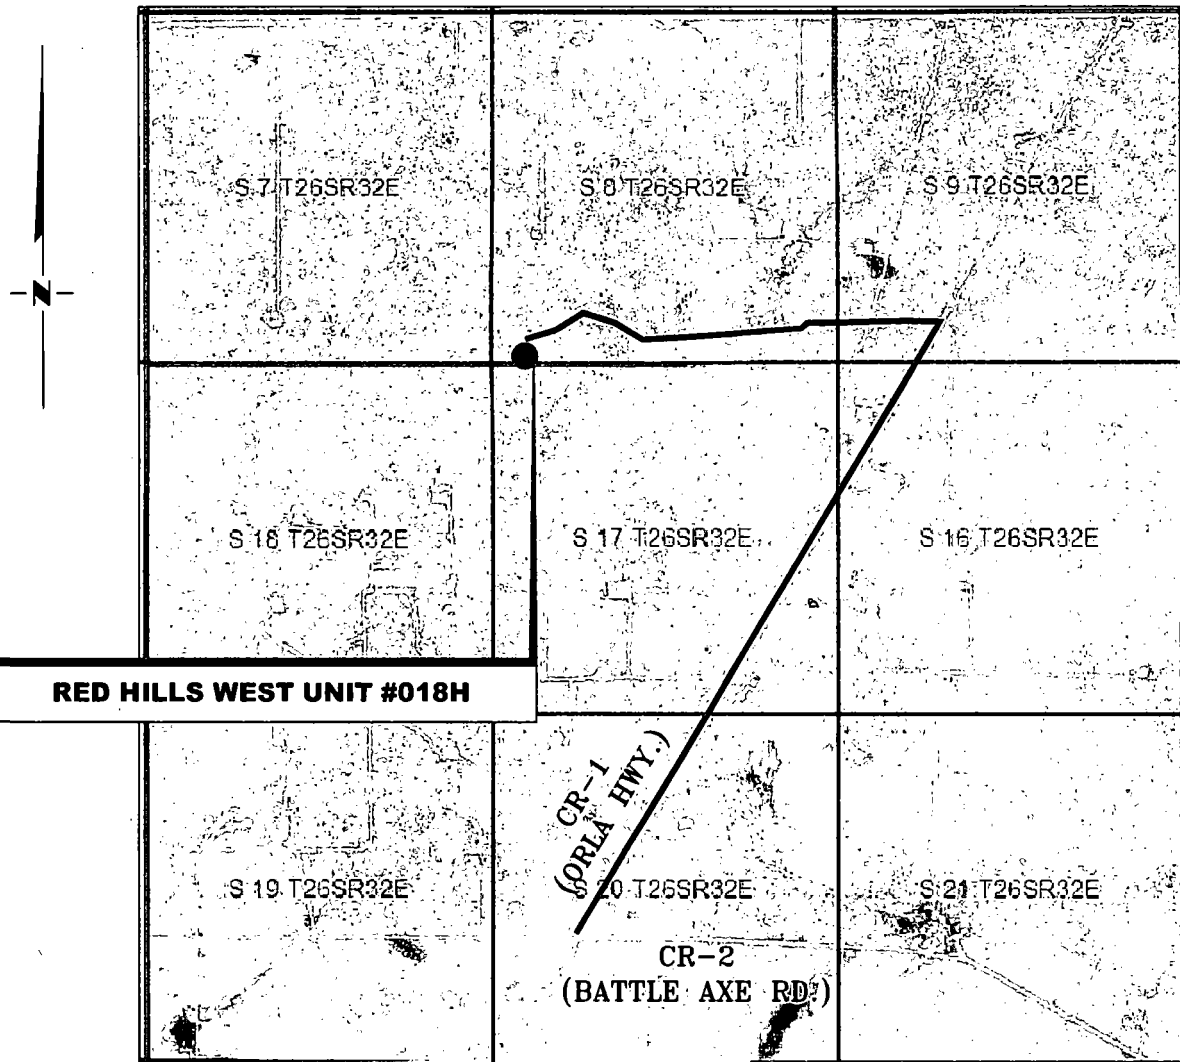 S 7 T26SR32E
S 8 T26SR32E
S 9 T26SR32E
N
S 18 T26SR32E
S 17 T26SR32E
S 16 T26SR32E
RED HILLS WEST UNIT #018H
CR-1
(ORLA HWY.)
S 19 T26SR32E
S 20 T26SR32E
S 21 T26SR32E
CR-2
(BATTLE AXE RD.)